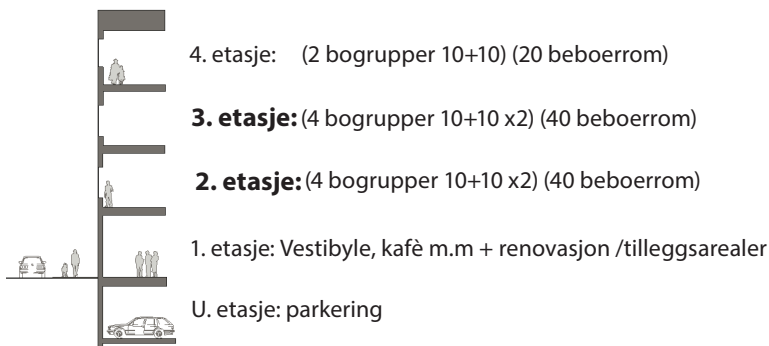 4. etasje: (2 bogrupper 10+10) (20 beboerrom)
3. etasje: (4 bogrupper 10+10 x2) (40 beboerrom)
2. etasje: (4 bogrupper 10+10 x2) (40 beboerrom)
1. etasje: Vestibyle, kafè m.m + renovasjon /tilleggsarealer
U. etasje: parkering